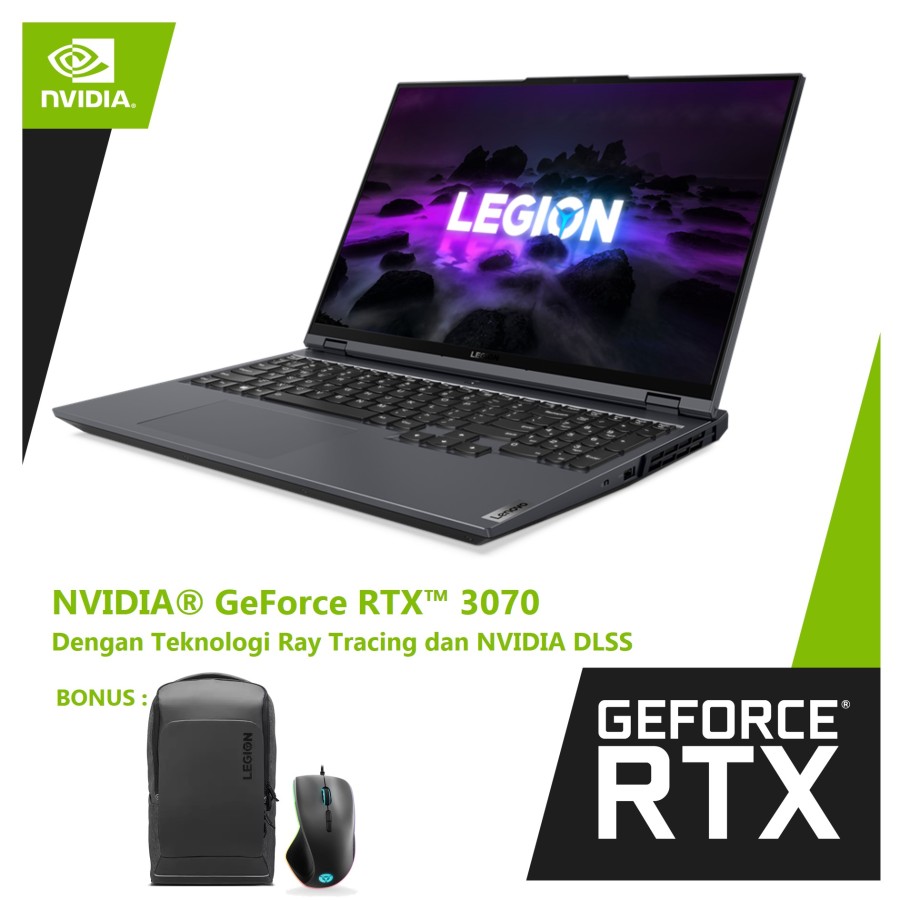 NVIDIA®
LEGION
LEGION
Lenovo
NVIDIA® GeForce RTX™ 3070
Dengan Teknologi Ray Tracing dan NVIDIA DLSS
BONUS :
LEGION
GEFORCE®
RTX